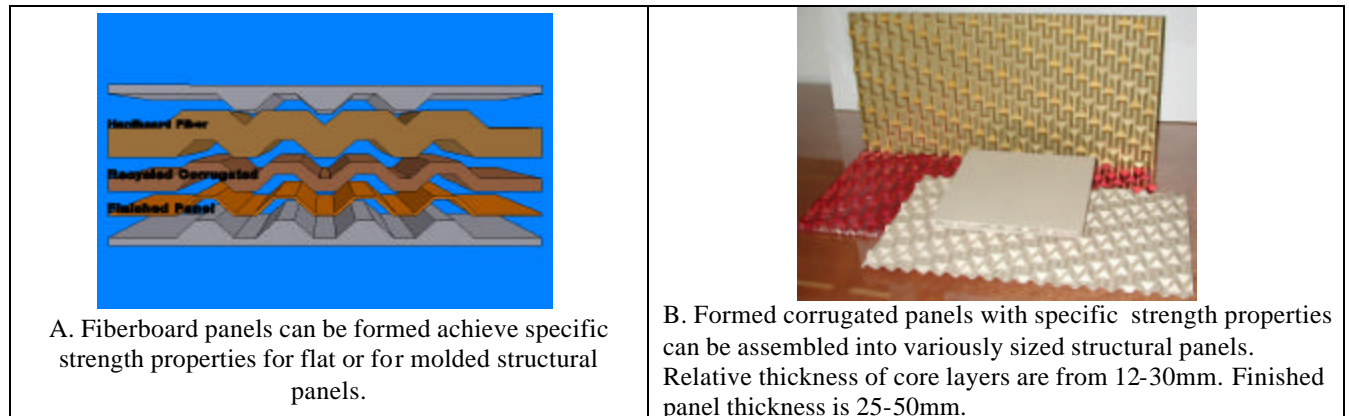 Hardboard Fiber
Recycled Corrugated
Finished Panel
A. Fiberboard panels can be formed achieve specific
strength properties for flat or for molded structural
panels.
B. Formed corrugated panels with specific strength properties
can be assembled into variously sized structural panels.
Relative thickness of core layers are from 12-30mm. Finished
panel thickness is 25-50mm.